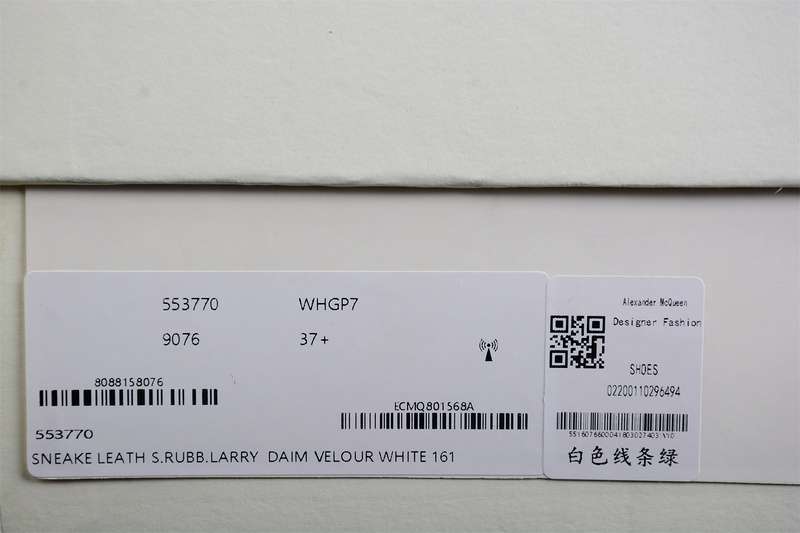 553770 WHGP7
9076 37+
8088158076
ECMQ801568A
553770
SNEAKE LEATH S.RUBB.LARRY DAIM VELOUR WHITE 161
Alexander McQueen
Designer Fashion
SHOES
02200110296494
白色线条绿